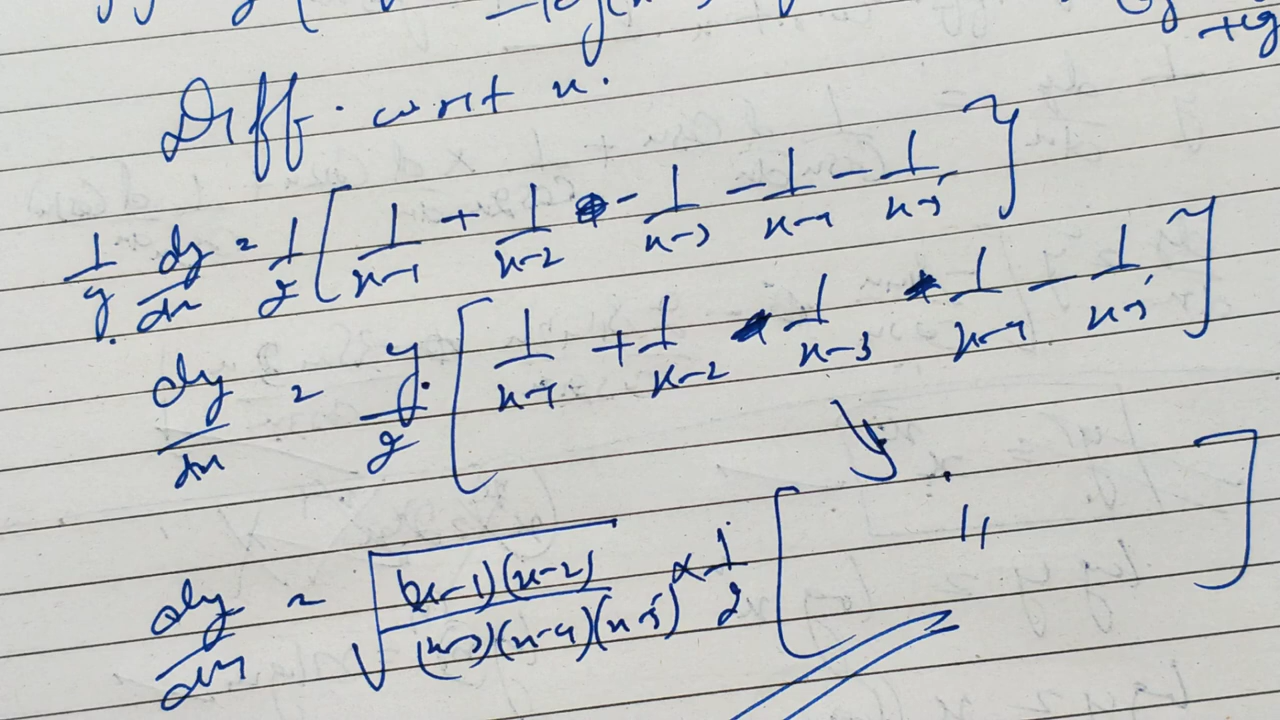 - log(x
+log
Diff. w.r.t x.
1/y dy/dx = 1/2 [ 1/(x-1) + 1/(x-2) - 1/(x-3) - 1/(x-4) - 1/(x-5) ]
dy/dx = y/2 [ 1/(x-1) + 1/(x-2) 1/(x-3) 1/(x-4) - 1/(x-5) ]
y
dy/dx = √( (x-1)(x-2) / (x-3)(x-4)(x-5) ) × 1/2 [ 〃 ]